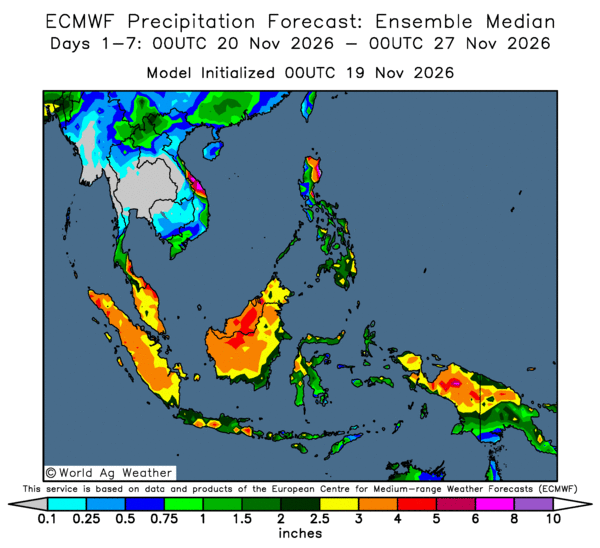 ECMWF Precipitation Forecast: Ensemble Median
Days 1-7: 00UTC 20 Nov 2026 - 00UTC 27 Nov 2026
Model Initialized 00UTC 19 Nov 2026
© World Ag Weather
This service is based on data and products of the European Centre for Medium-range Weather Forecasts (ECMWF)
0.1 0.25 0.5 0.75 1 1.5 2 2.5 3 4 5 6 8 10
inches